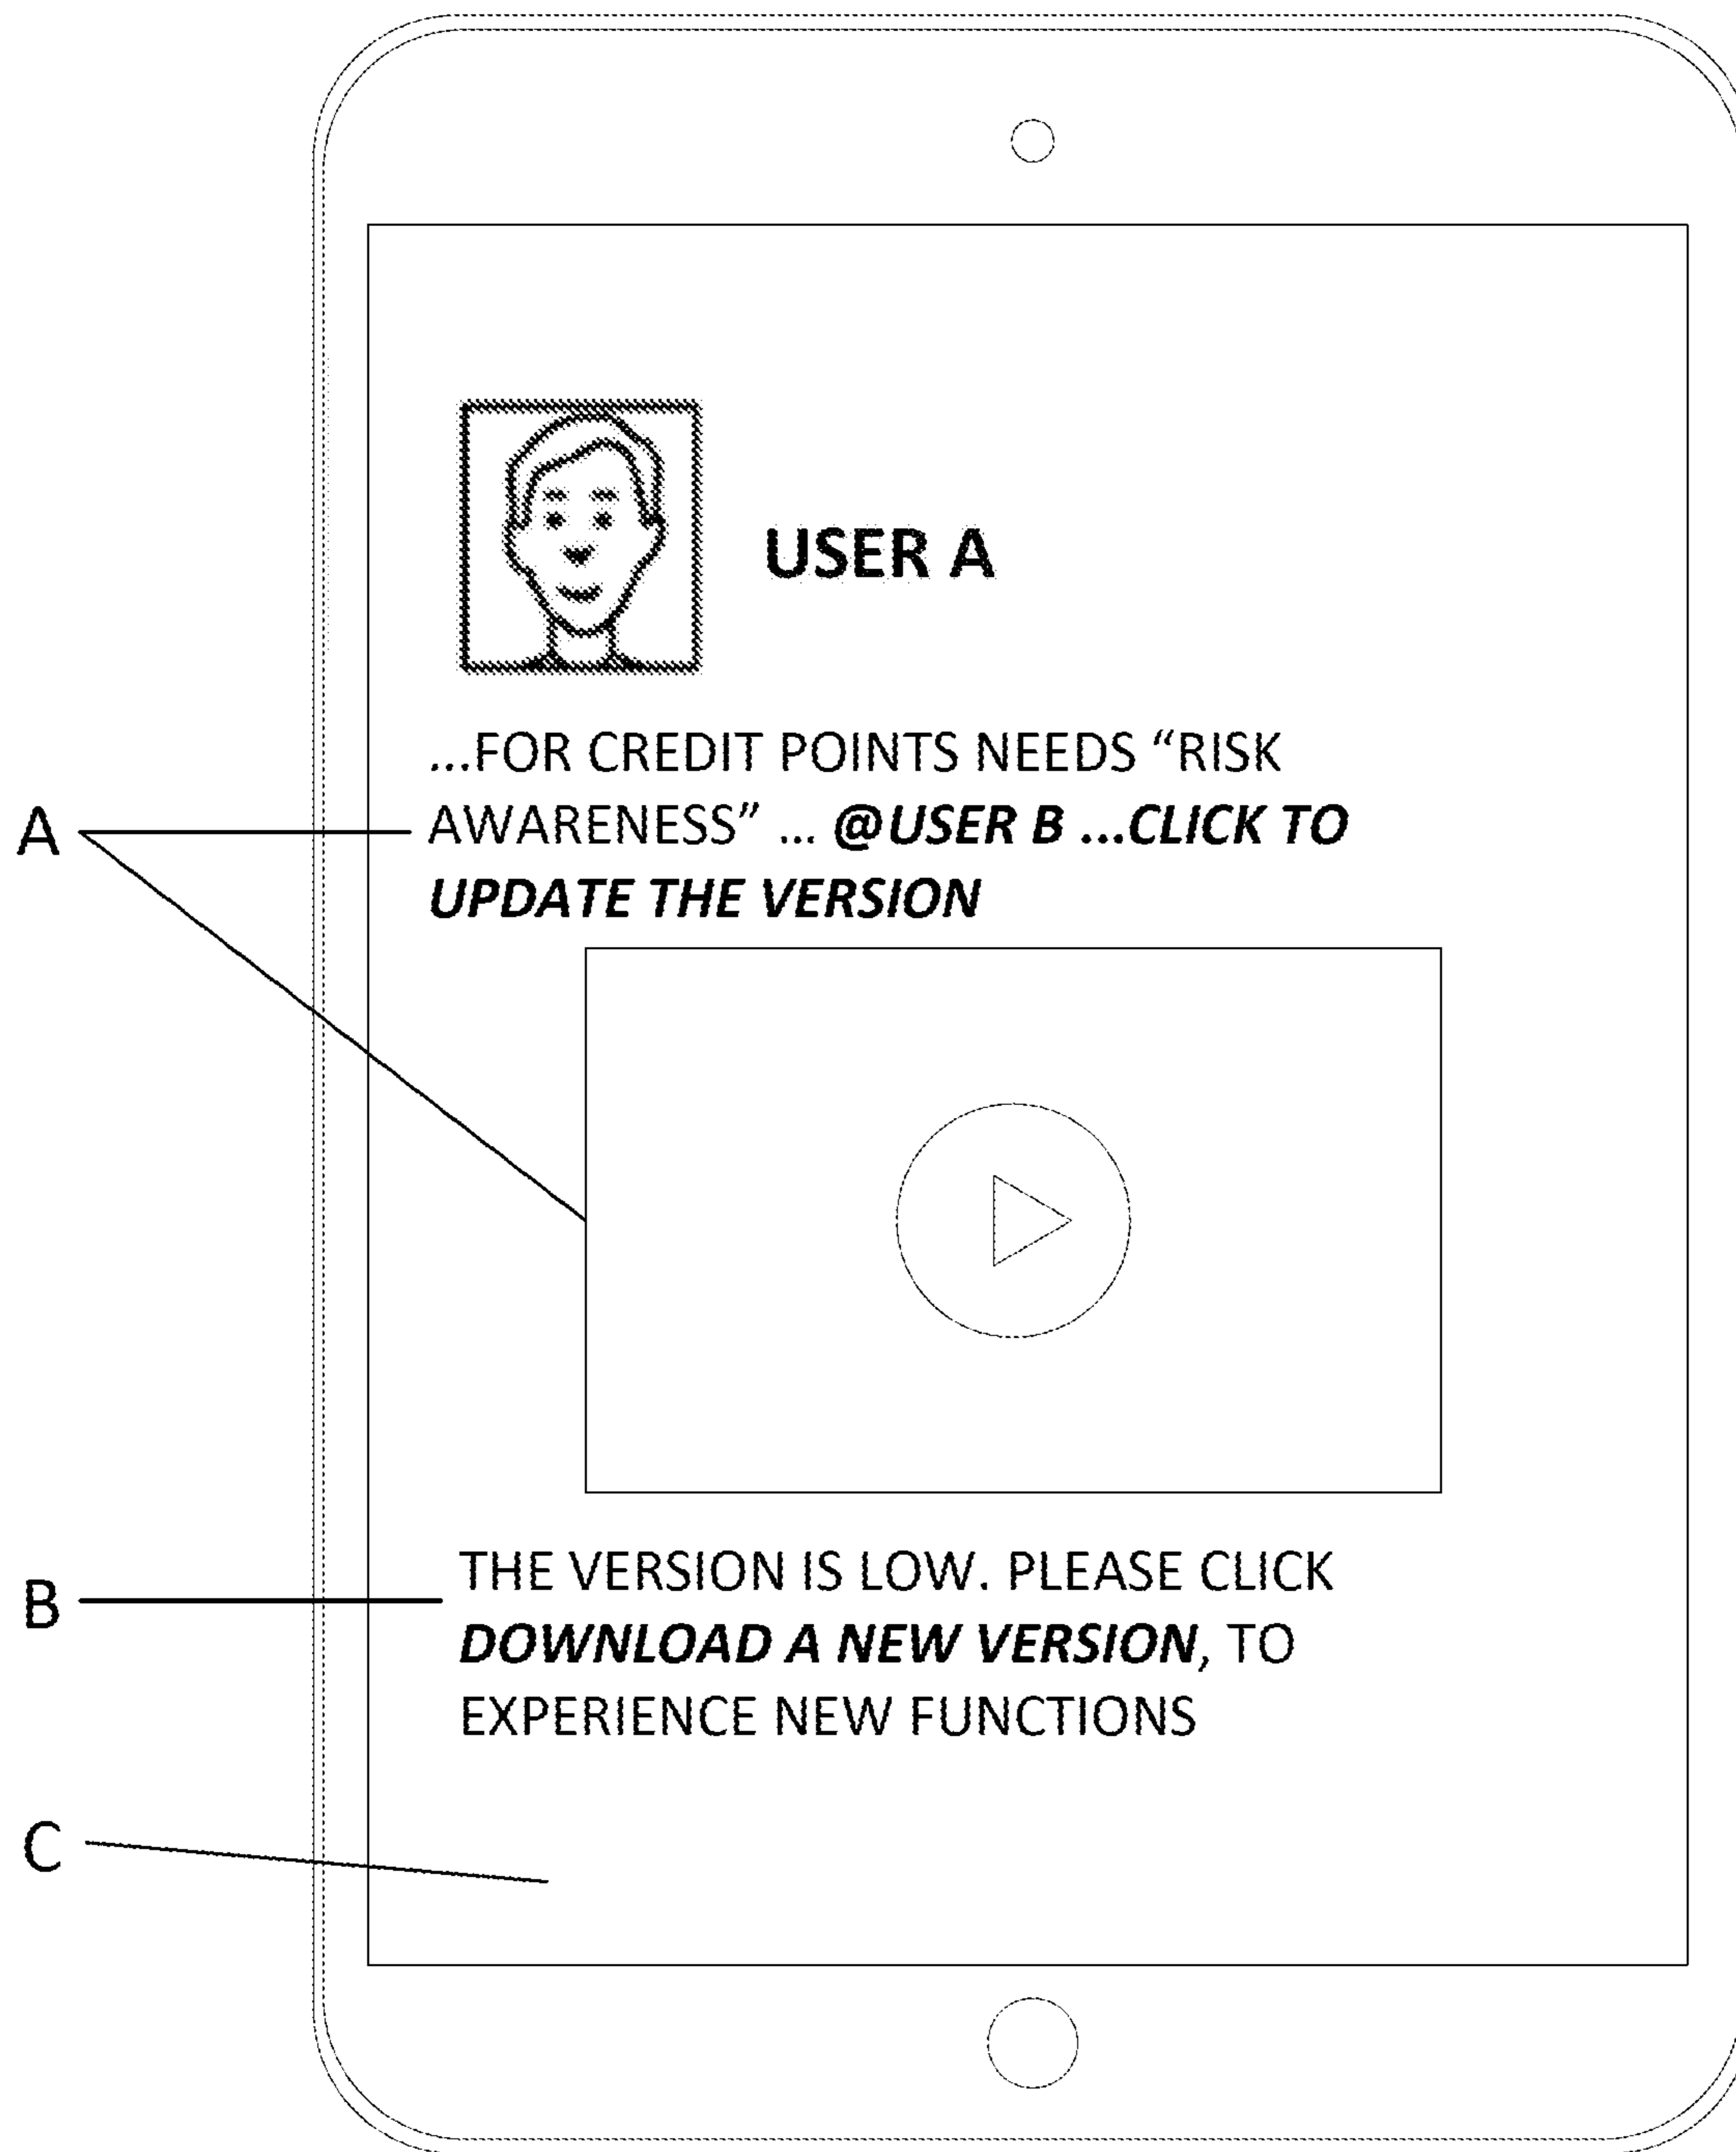 USER A
...FOR CREDIT POINTS NEEDS “RISK
A
AWARENESS” ... @USER B ...CLICK TO
UPDATE THE VERSION
THE VERSION IS LOW. PLEASE CLICK
B
DOWNLOAD A NEW VERSION, TO
EXPERIENCE NEW FUNCTIONS
C